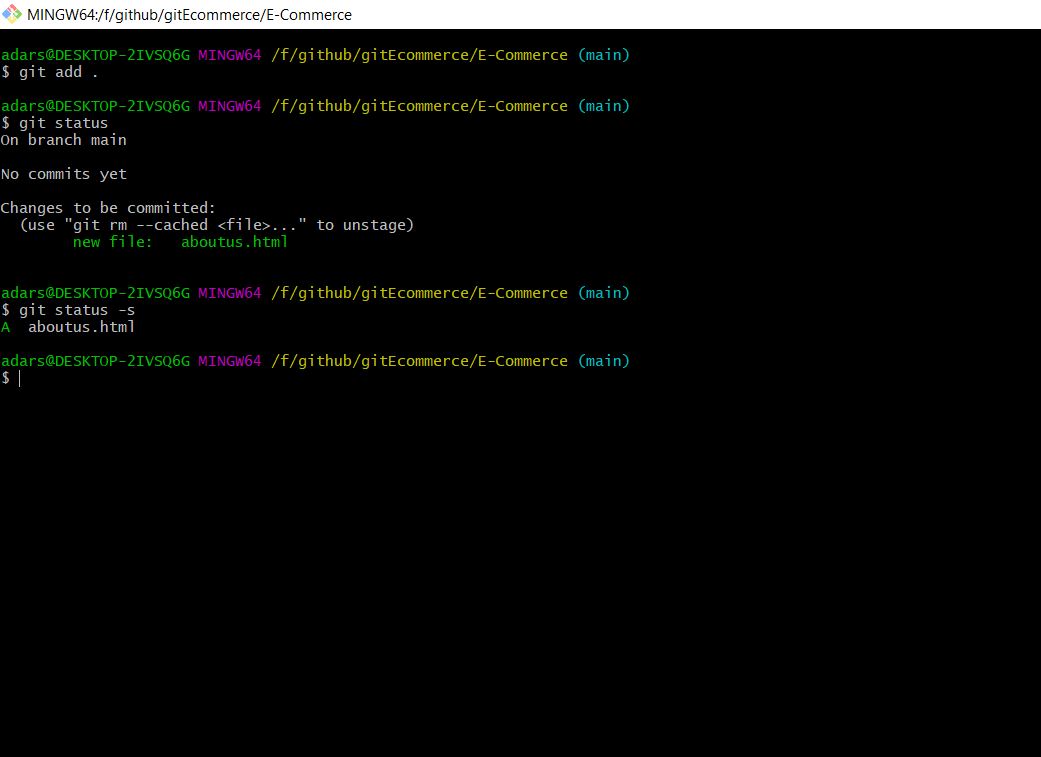 MINGW64:/f/github/gitEcommerce/E-Commerce
adars@DESKTOP-2IVSQ6G MINGW64 /f/github/gitEcommerce/E-Commerce (main)
$ git add .
adars@DESKTOP-2IVSQ6G MINGW64 /f/github/gitEcommerce/E-Commerce (main)
$ git status
On branch main
No commits yet
Changes to be committed:
  (use "git rm --cached <file>..." to unstage)
        new file:   aboutus.html
adars@DESKTOP-2IVSQ6G MINGW64 /f/github/gitEcommerce/E-Commerce (main)
$ git status -s
A  aboutus.html
adars@DESKTOP-2IVSQ6G MINGW64 /f/github/gitEcommerce/E-Commerce (main)
$